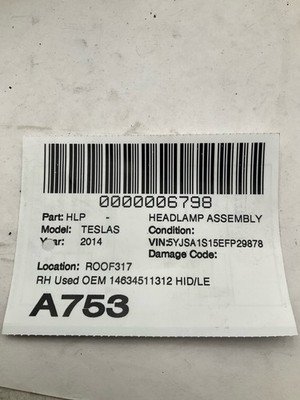 0000006798
Part: HLP - HEADLAMP ASSEMBLY
Model: TESLAS Condition:
Year: 2014 VIN:5YJSA1S15EFP29878
Damage Code:
Location: ROOF317
RH Used OEM 14634511312 HID/LE
A753